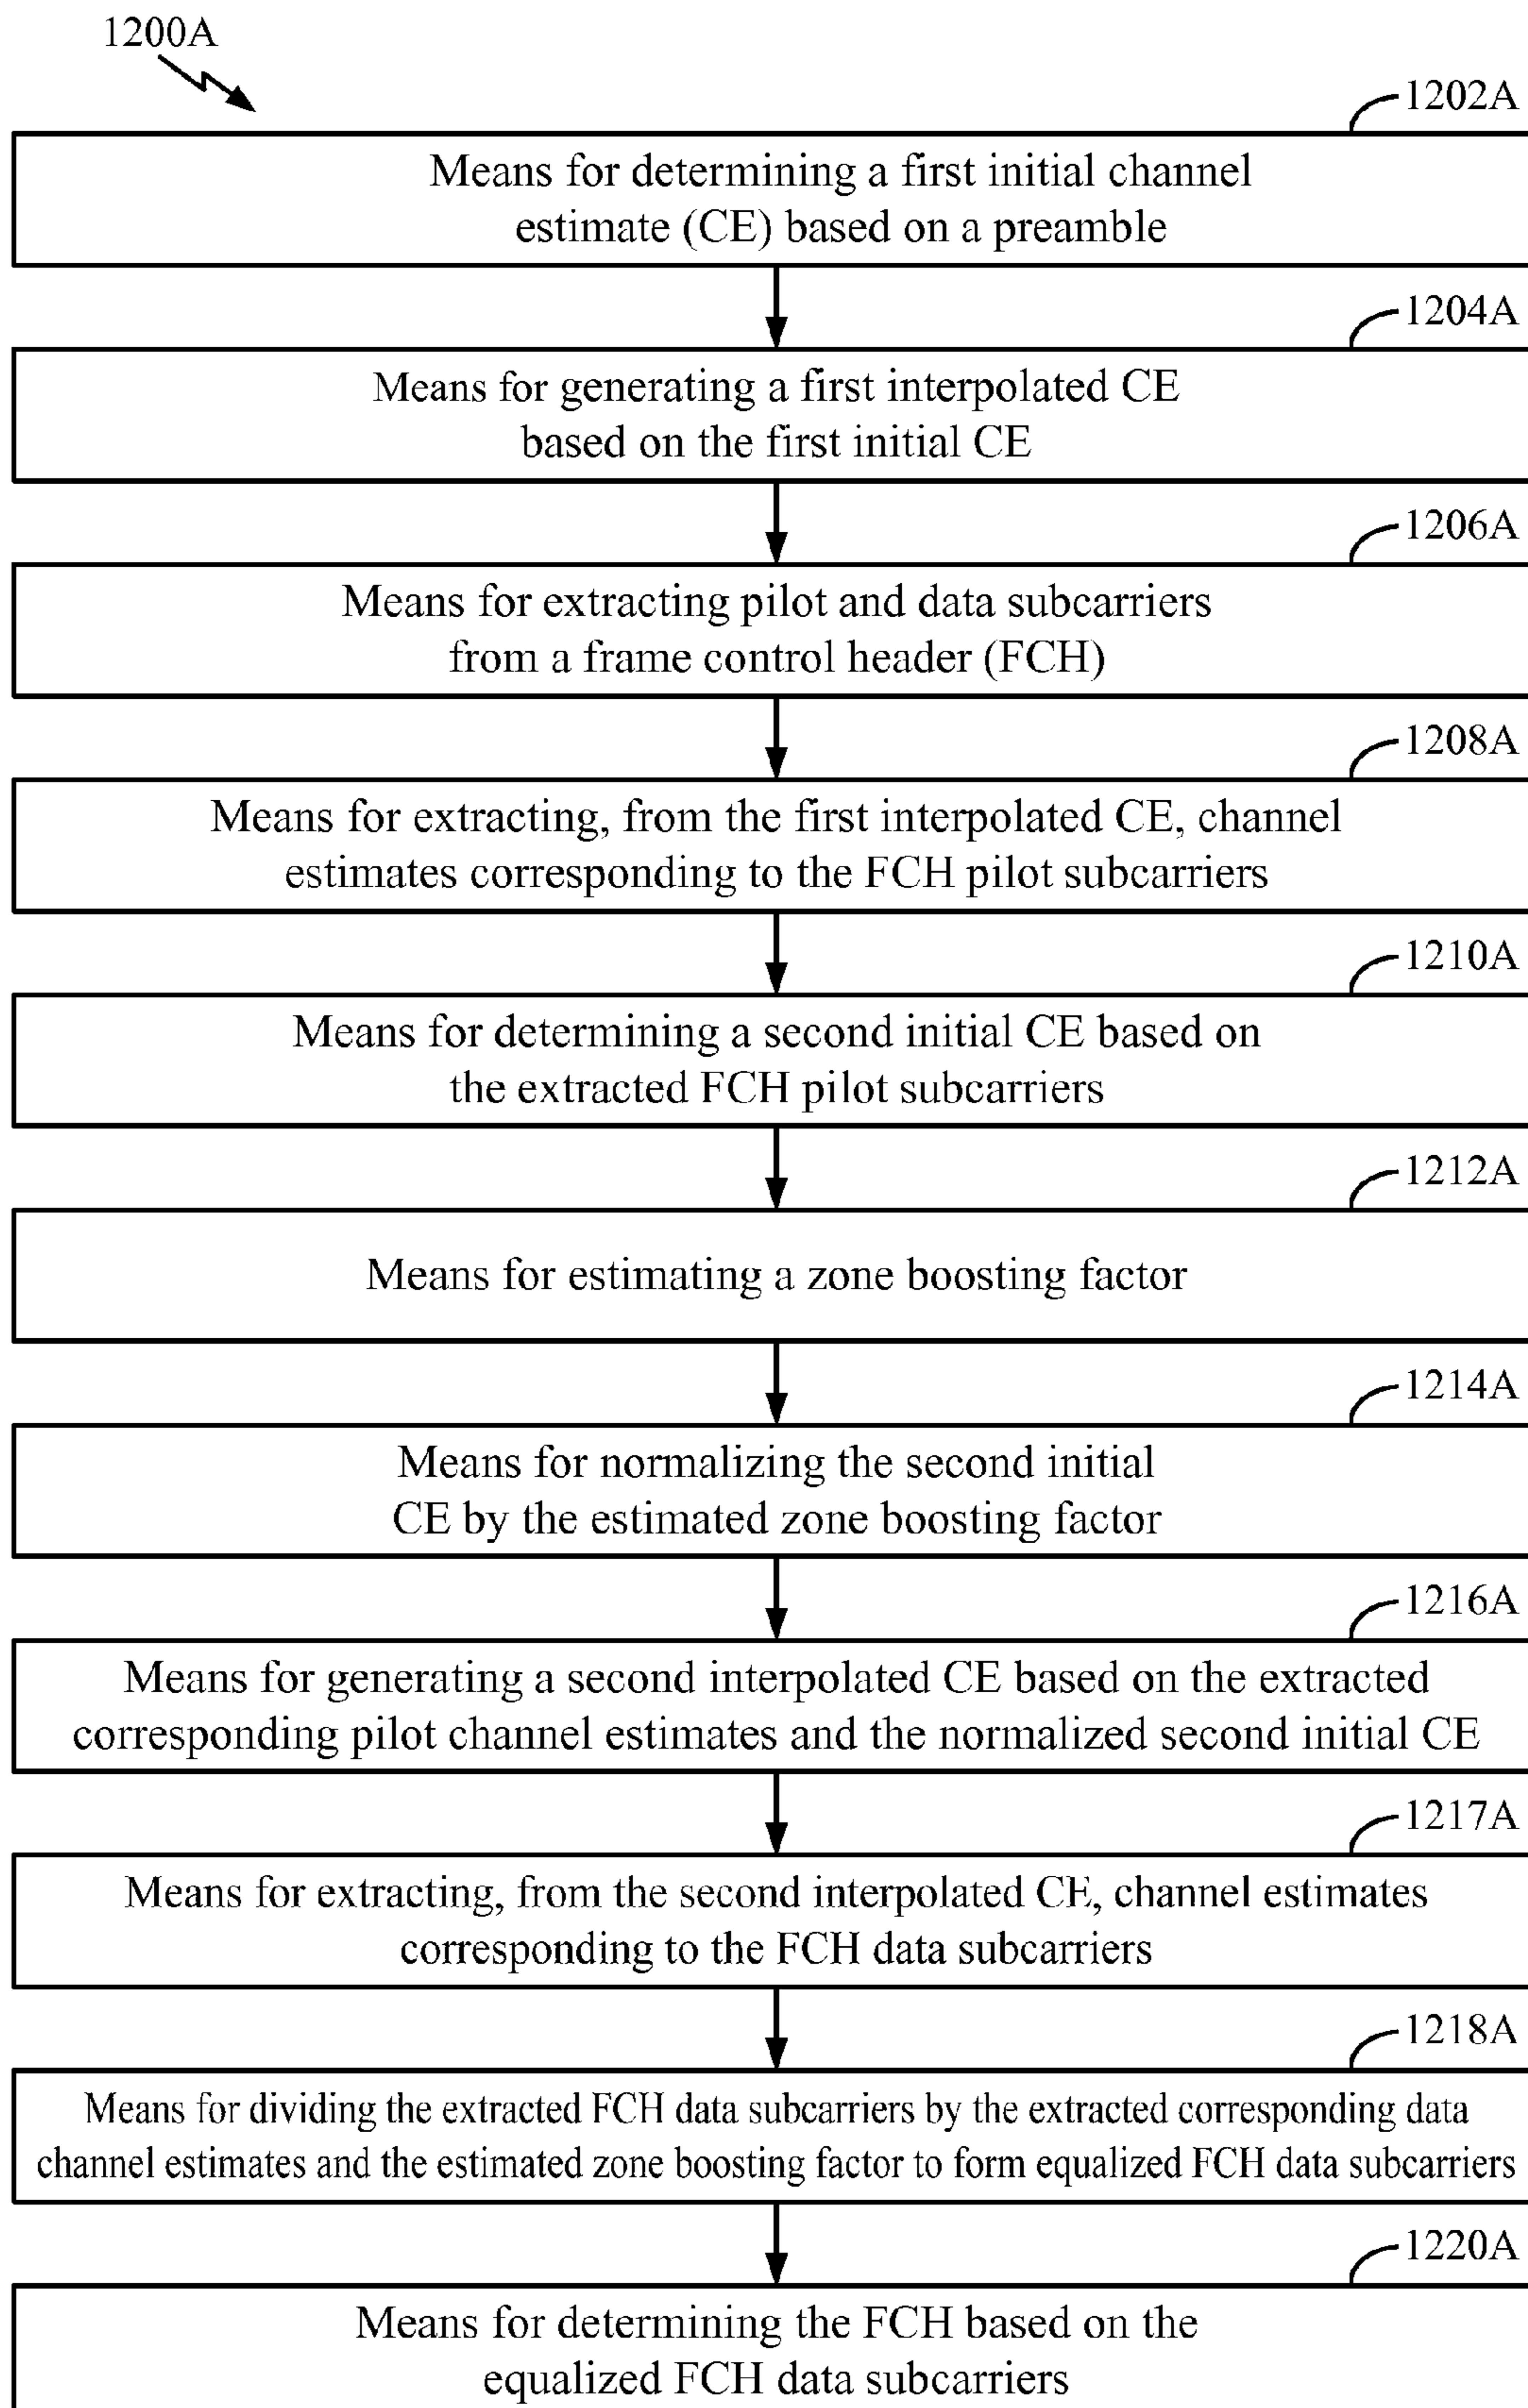 1200A
1202A
Means for determining a first initial channel
estimate (CE) based on a preamble
1204A
Means for generating a first interpolated CE
based on the first initial CE
1206A
Means for extracting pilot and data subcarriers
from a frame control header (FCH)
1208A
Means for extracting, from the first interpolated CE, channel
estimates corresponding to the FCH pilot subcarriers
1210A
Means for determining a second initial CE based on
the extracted FCH pilot subcarriers
1212A
Means for estimating a zone boosting factor
1214A
Means for normalizing the second initial
CE by the estimated zone boosting factor
1216A
Means for generating a second interpolated CE based on the extracted
corresponding pilot channel estimates and the normalized second initial CE
1217A
Means for extracting, from the second interpolated CE, channel estimates
corresponding to the FCH data subcarriers
1218A
Means for dividing the extracted FCH data subcarriers by the extracted corresponding data
channel estimates and the estimated zone boosting factor to form equalized FCH data subcarriers
1220A
Means for determining the FCH based on the
equalized FCH data subcarriers